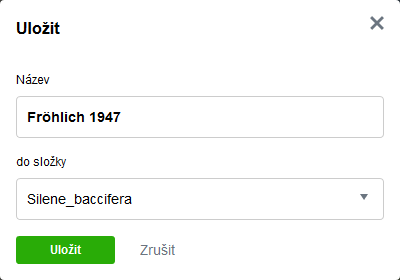 Uložit
Název
Fröhlich 1947
do složky
Silene_baccifera
Uložit Zrušit